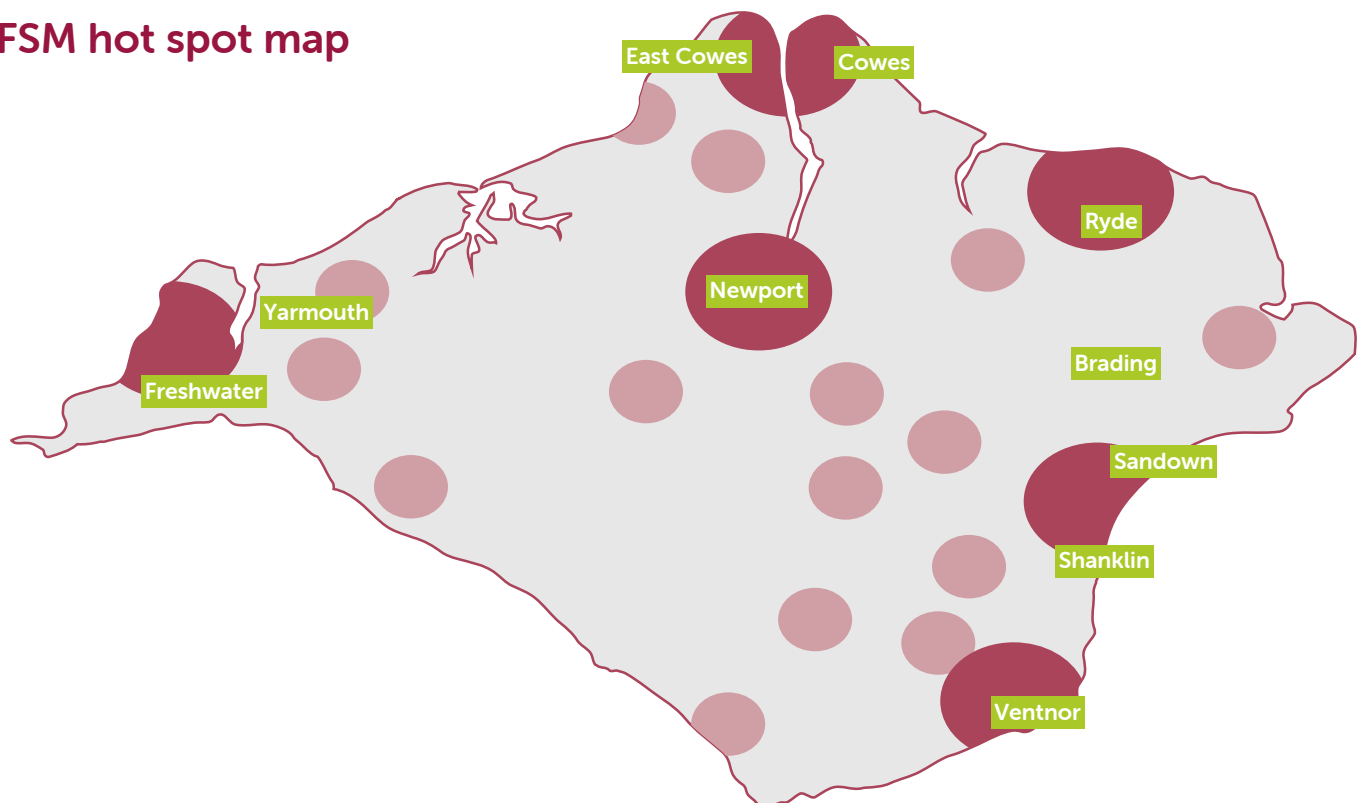 FSM hot spot map
East Cowes
Cowes
Ryde
Newport
Yarmouth
Brading
Freshwater
Sandown
Shanklin
Ventnor